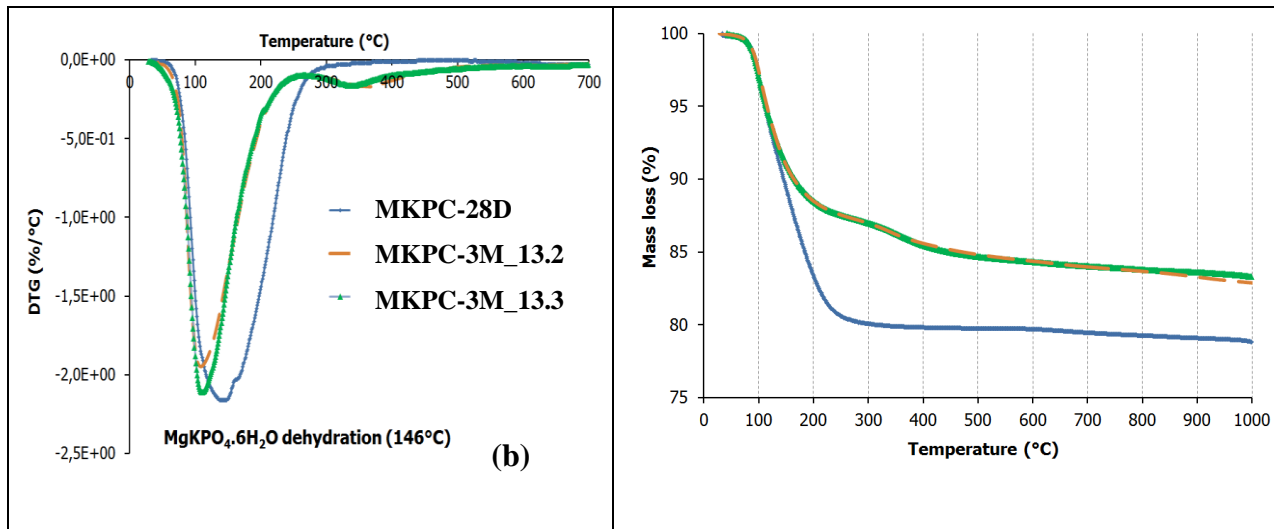 Temperature (°C)
0,0E+00
0 100 200 300 400 500 600 700
-5,0E-01
-1,0E+00
-1,5E+00
-2,0E+00
-2,5E+00
DTG (%/°C)
MKPC-28D
MKPC-3M_13.2
MKPC-3M_13.3
MgKPO₄.6H₂O dehydration (146°C)
(b)
100
95
90
85
80
75
Mass loss (%)
0 100 200 300 400 500 600 700 800 900 1000
Temperature (°C)